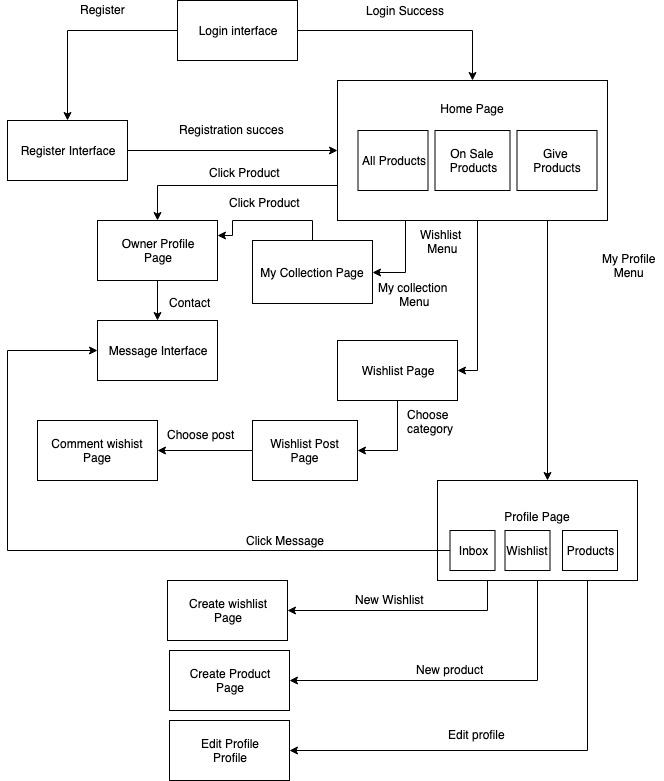 Register
Login Success
Login interface
Home Page
Registration succes
Register Interface
All Products
On Sale
Products
Give
Products
Click Product
Click Product
Wishlist
Menu
Owner Profile
Page
My Profile
Menu
My Collection Page
My collection
Menu
Contact
Message Interface
Wishlist Page
Choose
category
Choose post
Comment wishist
Page
Wishlist Post
Page
Profile Page
Click Message
Inbox
Wishlist
Products
New Wishlist
Create wishlist
Page
New product
Create Product
Page
Edit profile
Edit Profile
Profile